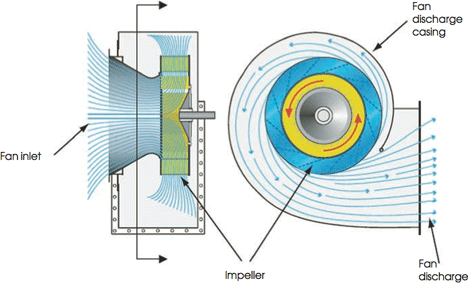 Fan
discharge
casing
Fan inlet
Impeller
Fan
discharge